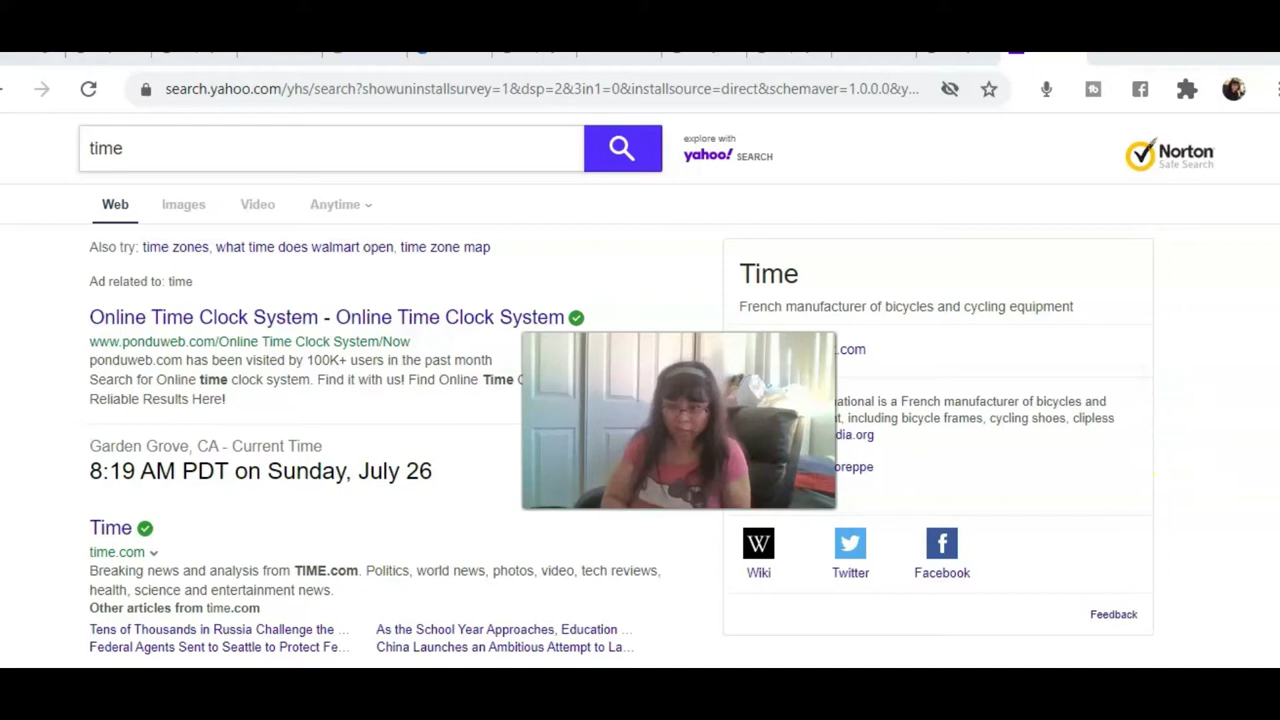 search.yahoo.com/yhs/search?showuninstallsurvey=1&dsp=2&3in1=0&installsource=direct&schemaver=1.0.0.0&y...
time
explore with
yahoo! SEARCH
Norton
Safe Search
Web Images Video Anytime
Also try: time zones, what time does walmart open, time zone map
Ad related to: time
Online Time Clock System - Online Time Clock System
www.ponduweb.com/Online Time Clock System/Now
ponduweb.com has been visited by 100K+ users in the past month
Search for Online time clock system. Find it with us! Find Online Time
Reliable Results Here!
Garden Grove, CA - Current Time
8:19 AM PDT on Sunday, July 26
Time
time.com
Breaking news and analysis from TIME.com. Politics, world news, photos, video, tech reviews,
health, science and entertainment news.
Other articles from time.com
Tens of Thousands in Russia Challenge the ...
As the School Year Approaches, Education ...
Federal Agents Sent to Seattle to Protect Fe...
China Launches an Ambitious Attempt to La...
Time
French manufacturer of bicycles and cycling equipment
.com
national is a French manufacturer of bicycles and
, including bicycle frames, cycling shoes, clipless
dia.org
oreppe
W
Wiki Twitter Facebook
Feedback